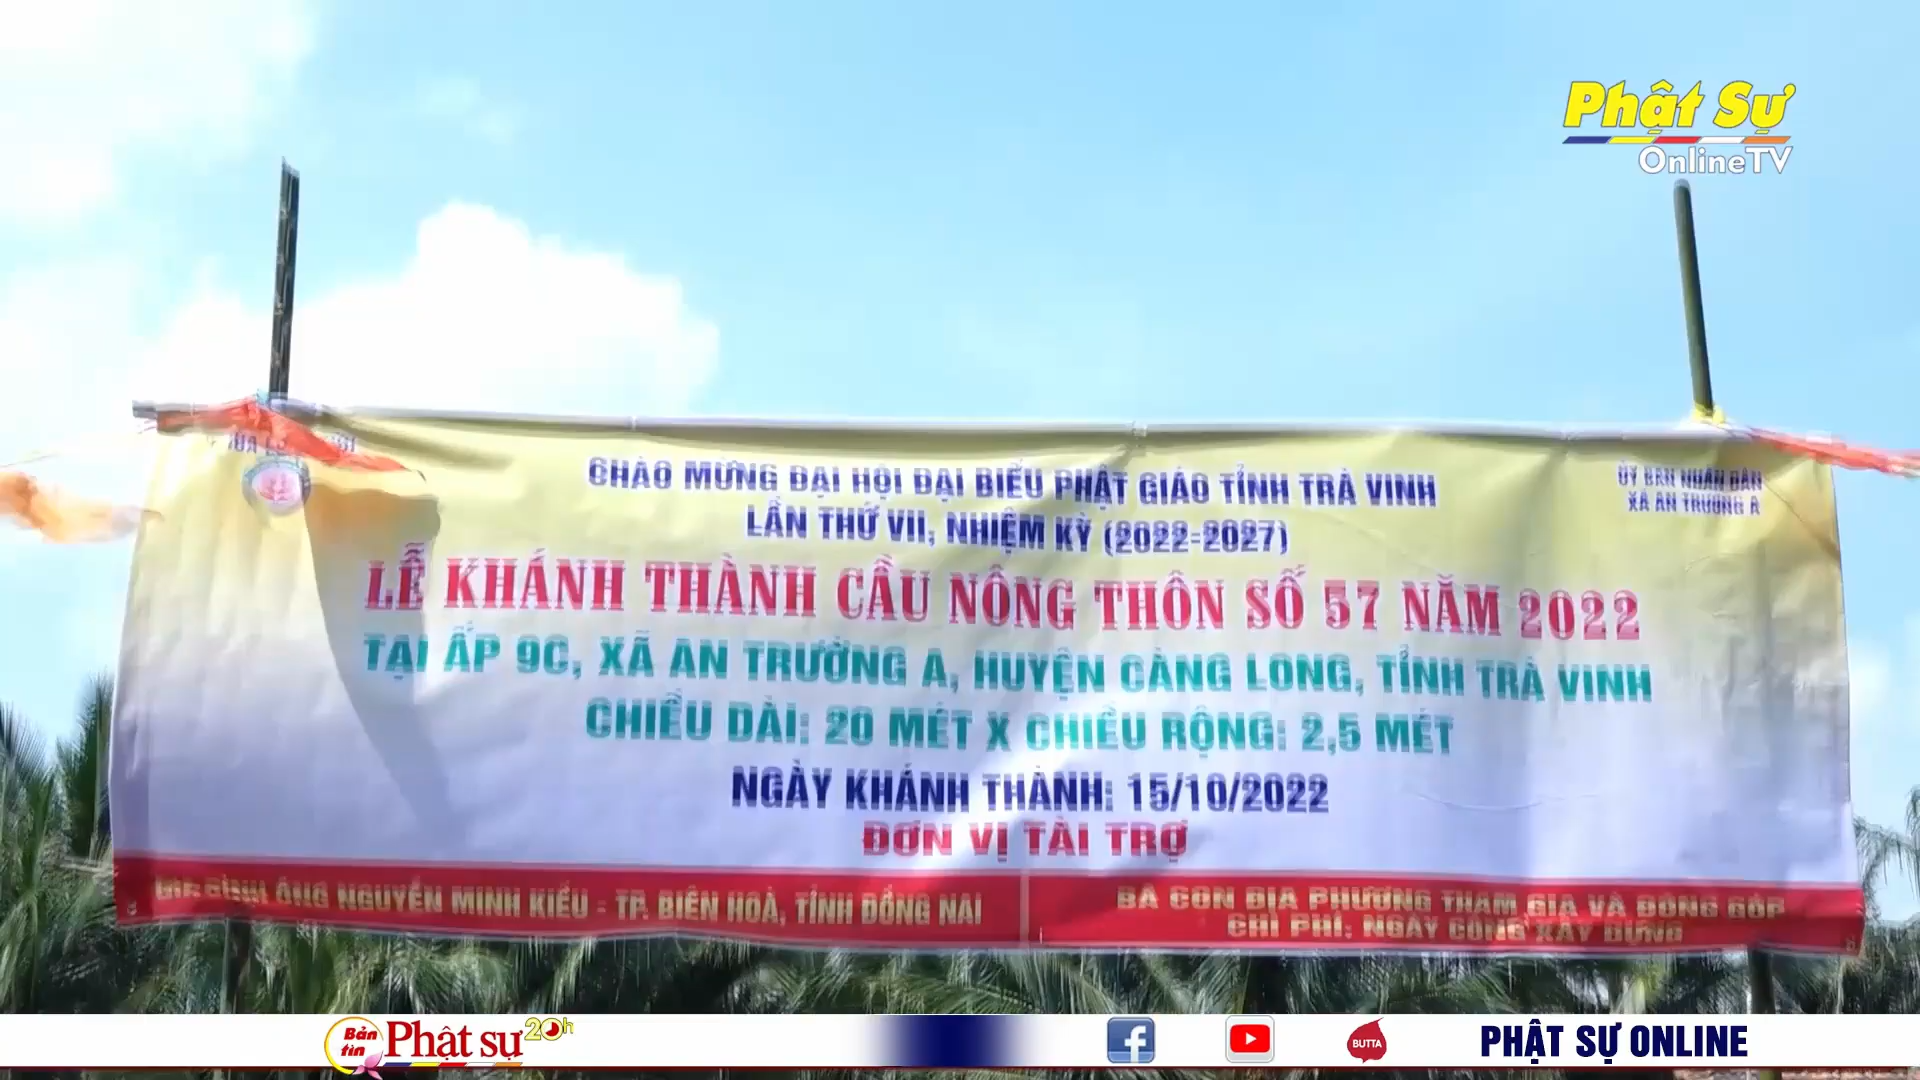 Phật Sự
OnlineTV
ỦY BAN NHÂN DÂN
XÃ AN TRƯỜNG A
CHÀO MỪNG ĐẠI HỘI ĐẠI BIỂU PHẬT GIÁO TỈNH TRÀ VINH
LẦN THỨ VII, NHIỆM KỲ (2022-2027)
LỄ KHÁNH THÀNH CẦU NÔNG THÔN SỐ 57 NĂM 2022
TẠI ẤP 9C, XÃ AN TRƯỜNG A, HUYỆN CÀNG LONG, TỈNH TRÀ VINH
CHIỀU DÀI: 20 MÉT X CHIỀU RỘNG: 2,5 MÉT
NGÀY KHÁNH THÀNH: 15/10/2022
ĐƠN VỊ TÀI TRỢ
GIA ĐÌNH ÔNG NGUYỄN MINH KIỀU - TP. BIÊN HOÀ, TỈNH ĐỒNG NAI
BÀ CON ĐỊA PHƯƠNG THAM GIA VÀ ĐÓNG GÓP
CHI PHÍ, NGÀY CÔNG XÂY DỰNG
Bản tin Phật sự 20h
BUTTA
PHẬT SỰ ONLINE